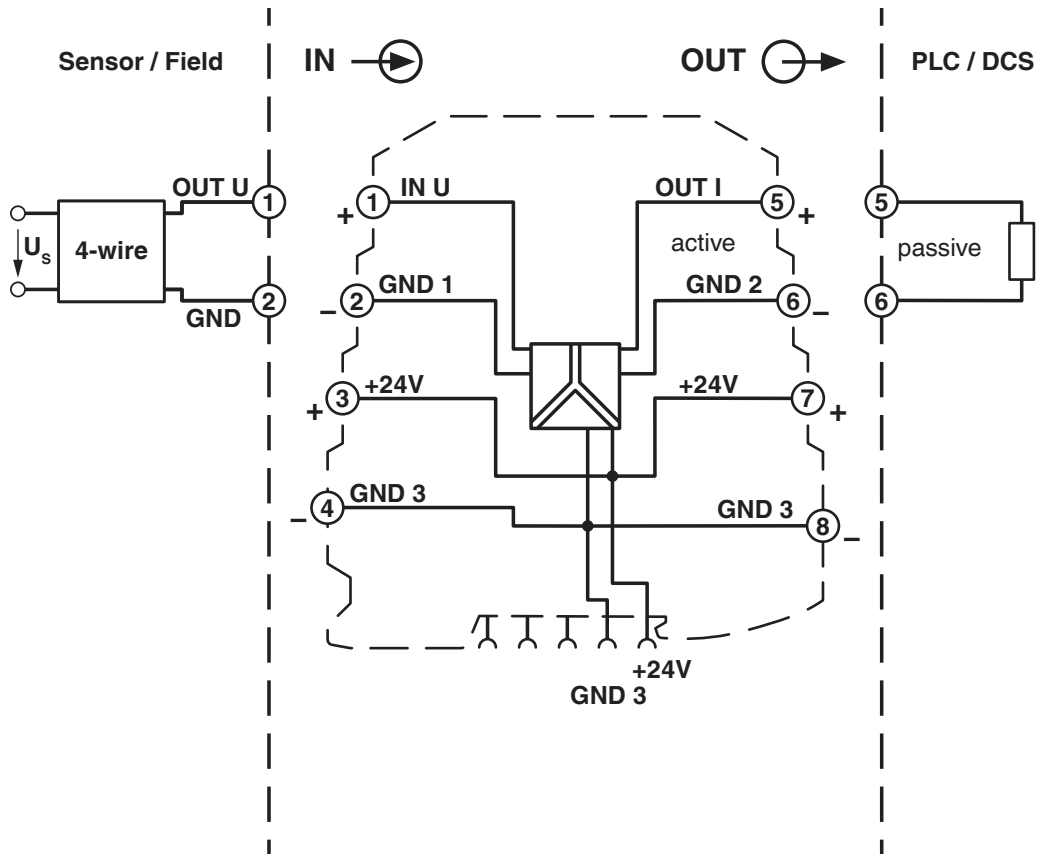 Sensor / Field
IN
OUT
PLC / DCS
OUT U
1
Us
4-wire
2
GND
+
1
IN U
OUT I
5
+
active
–
2
GND 1
GND 2
6
–
+
3
+24V
+24V
7
+
–
4
GND 3
GND 3
8
–
+24V
GND 3
5
passive
6